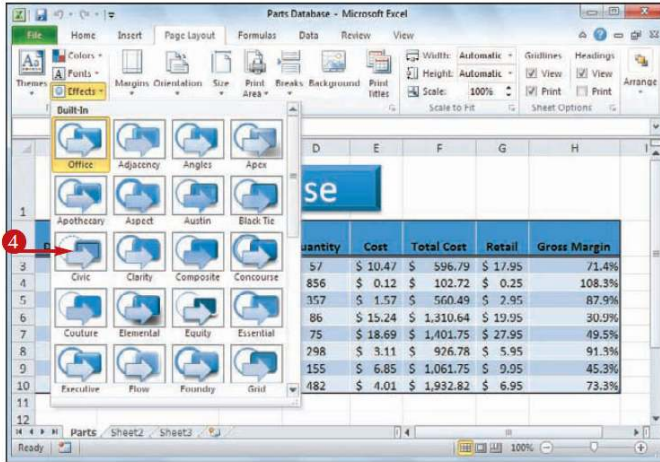 Parts Database - Microsoft Excel
File Home Insert Page Layout Formulas Data Review View
Colors Width: Automatic Gridlines Headings
Aa A Fonts Height: Automatic View View
Themes Effects Margins Orientation Size Print Area Breaks Background Print Titles Scale: 100% Print Print Arrange
Scale to Fit Sheet Options
Built-In
Office Adjacency Angles Apex
Apothecary Aspect Austin Black Tie
Civic Clarity Composite Concourse
Couture Elemental Equity Essential
Executive Flow Foundry Grid
4
D E F G H
1 se
D uantity Cost Total Cost Retail Gross Margin
3 57 $ 10.47 $ 596.79 $ 17.95 71.4%
4 856 $ 0.12 $ 102.72 $ 0.25 108.3%
5 357 $ 1.57 $ 560.49 $ 2.95 87.9%
6 86 $ 15.24 $ 1,310.64 $ 19.95 30.9%
7 75 $ 18.69 $ 1,401.75 $ 27.95 49.5%
8 298 $ 3.11 $ 926.78 $ 5.95 91.3%
9 155 $ 6.85 $ 1,061.75 $ 9.95 45.3%
10 482 $ 4.01 $ 1,932.82 $ 6.95 73.3%
11
12
Parts Sheet2 Sheet3
Ready 100%